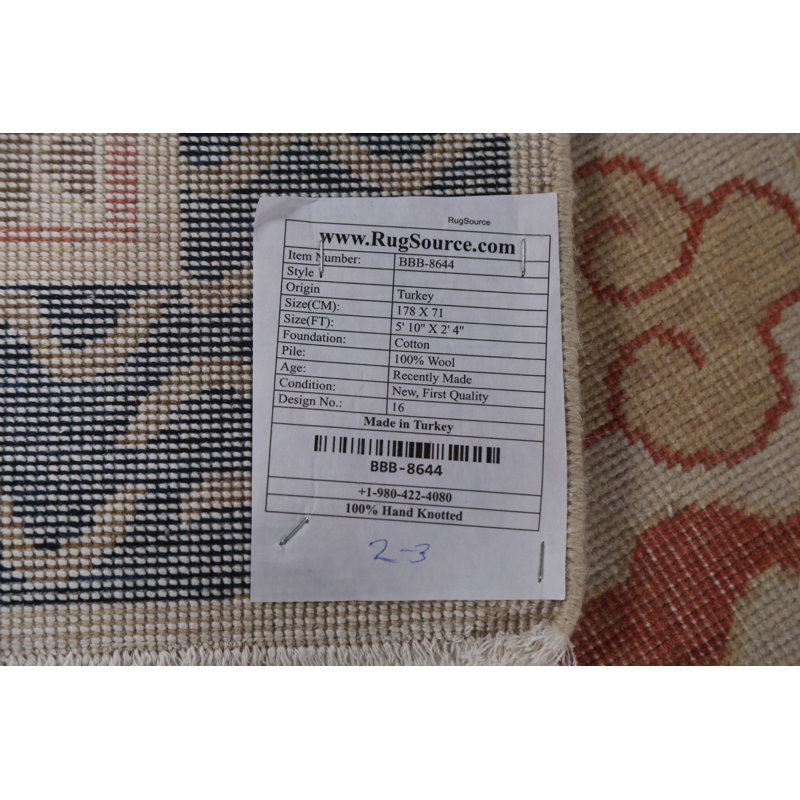 RugSource
www.RugSource.com
Item Number: BBB-8644
Style
Origin Turkey
Size(CM): 178 X 71
Size(FT): 5' 10" X 2' 4"
Foundation: Cotton
Pile: 100% Wool
Age: Recently Made
Condition: New, First Quality
Design No.: 16
Made in Turkey
BBB-8644
+1-980-422-4080
100% Hand Knotted
2-3